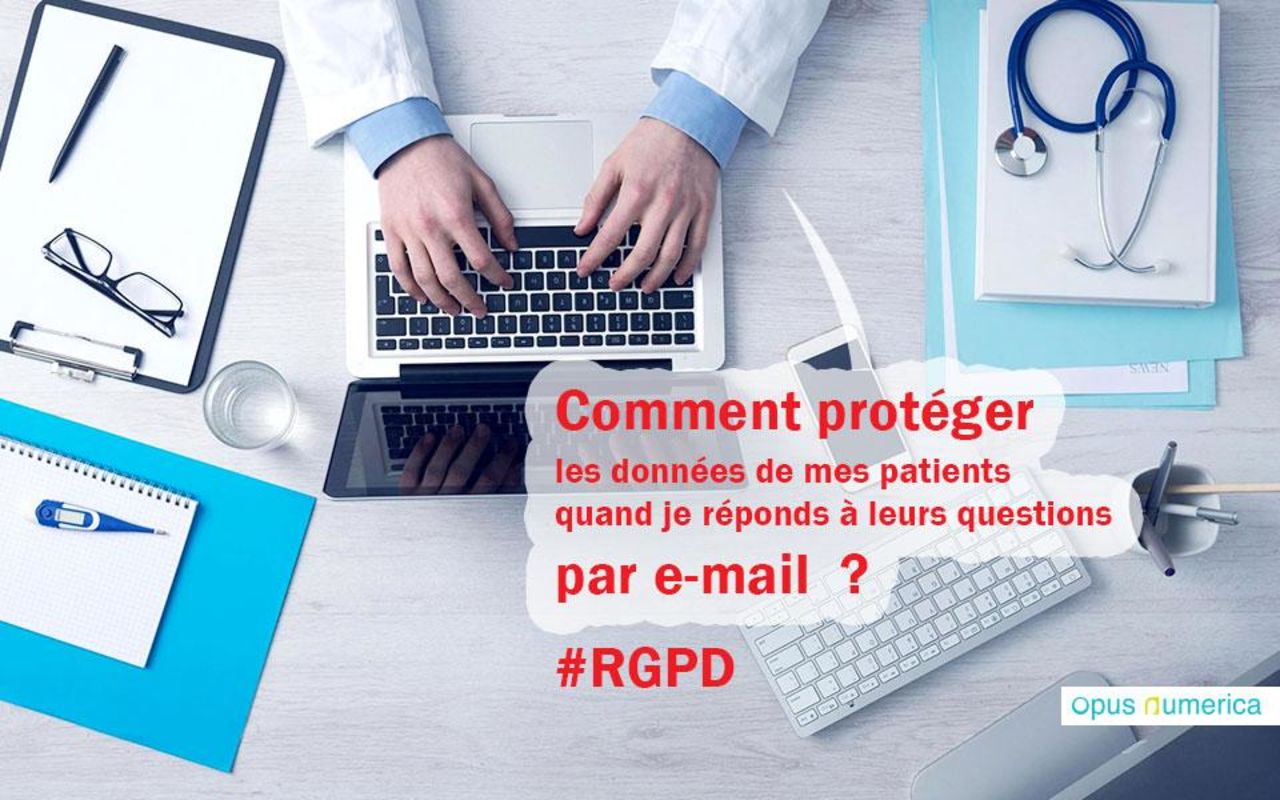 NEWS
Comment protéger
les données de mes patients
quand je réponds à leurs questions
par e-mail ?
#RGPD
opus numerica